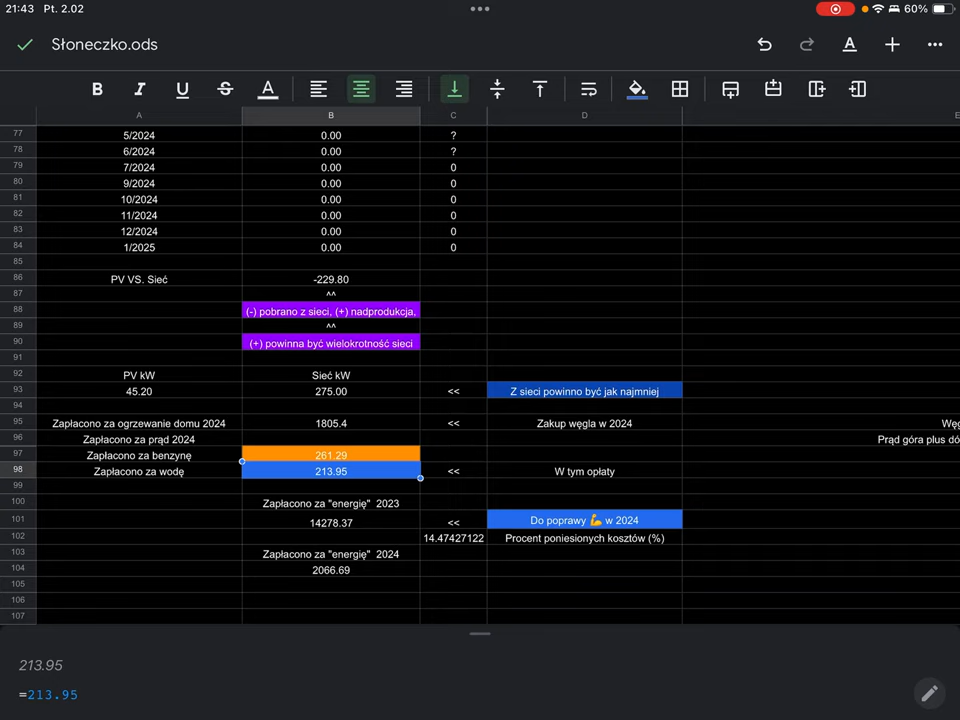 21:43 Pt. 2.02 60%
Słoneczko.ods
B I U S A
A B C D E
77 5/2024 0.00 ?
78 6/2024 0.00 ?
79 7/2024 0.00 0
80 9/2024 0.00 0
81 10/2024 0.00 0
82 11/2024 0.00 0
83 12/2024 0.00 0
84 1/2025 0.00 0
85
86 PV VS. Sieć -229.80
87 ^^
88 (-) pobrano z sieci, (+) nadprodukcja,
89 ^^
90 (+) powinna być wielokrotność sieci
91
92 PV kW Sieć kW
93 45.20 275.00 << Z sieci powinno być jak najmniej
94
95 Zapłacono za ogrzewanie domu 2024 1805.4 << Zakup węgla w 2024 Węg
96 Zapłacono za prąd 2024 Prąd góra plus dó
97 Zapłacono za benzynę 261.29
98 Zapłacono za wodę 213.95 << W tym opłaty
99
100 Zapłacono za "energię" 2023
101 14278.37 << Do poprawy 💪 w 2024
102 14.47427122 Procent poniesionych kosztów (%)
103 Zapłacono za "energię" 2024
104 2066.69
105
106
107
213.95
=213.95